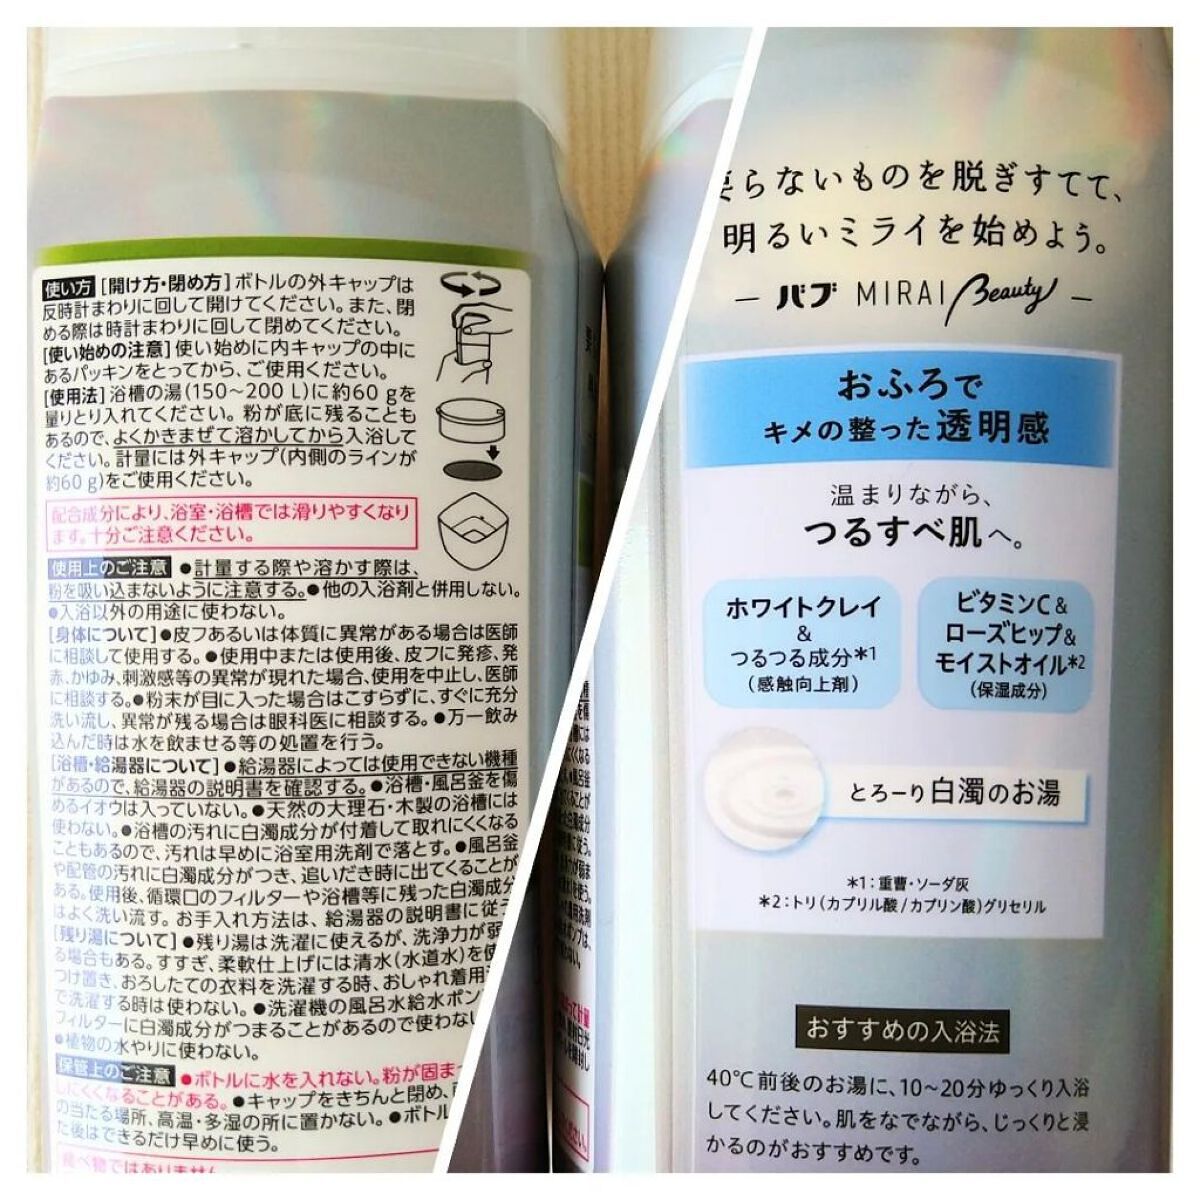 使い方 [開け方・閉め方] ボトルの外キャップは
反時計まわりに回して開けてください。また、閉
める際は時計まわりに回して閉めてください。
[使い始めの注意] 使い始めに内キャップの中に
あるパッキンをとってから、ご使用ください。
[使用法] 浴槽の湯(150～200 L)に約60 gを
量りとり入れてください。粉が底に残ることも
あるので、よくかきまぜて溶かしてから入浴して
ください。計量には外キャップ(内側のラインが
約60 g)をご使用ください。
配合成分により、浴室・浴槽では滑りやすくなり
ます。十分ご注意ください。
使用上のご注意 ●計量する際や溶かす際は、
粉を吸い込まないように注意する。●他の入浴剤と併用しない。
●入浴以外の用途に使わない。
[身体について]●皮フあるいは体質に異常がある場合は医師
に相談して使用する。●使用中または使用後、皮フに発疹、発
赤、かゆみ、刺激感等の異常が現れた場合、使用を中止し、医師
に相談する。●粉末が目に入った場合はこすらずに、すぐに充分
洗い流し、異常が残る場合は眼科医に相談する。●万一飲み
込んだ時は水を飲ませる等の処置を行う。
[浴槽・給湯器について]●給湯器によっては使用できない機種
があるので、給湯器の説明書を確認する。●浴槽・風呂釜を傷
めるイオウは入っていない。●天然の大理石・木製の浴槽には
使わない。●浴槽の汚れに白濁成分が付着して取れにくくなる
こともあるので、汚れは早めに浴室用洗剤で落とす。●風呂釜
や配管の汚れに白濁成分がつき、追いだき時に出てくることが
ある。使用後、循環口のフィルターや浴槽等に残った白濁成分
はよく洗い流す。お手入れ方法は、給湯器の説明書に従う
[残り湯について]●残り湯は洗濯に使えるが、洗浄力が弱
る場合もある。すすぎ、柔軟仕上げには清水(水道水)を使
つけ置き、おろしたての衣料を洗濯する時、おしゃれ着用
で洗濯する時は使わない。●洗濯機の風呂水給水ポン
フィルターに白濁成分がつまることがあるので使わな
●植物の水やりに使わない。
保管上のご注意 ●ボトルに水を入れない。粉が固ま
しにくくなることがある。●キャップをきちんと閉め、
の当たる場所、高温・多湿の所に置かない。●ボトル
た後はできるだけ早めに使う。
食べ物ではありません
らないものを脱ぎすてて、
明るいミライを始めよう。
― バブ MIRAI Beauty ―
おふろで
キメの整った透明感
温まりながら、
つるすべ肌へ。
ホワイトクレイ
&
つるつる成分*1
(感触向上剤)
ビタミンC &
ローズヒップ&
モイストオイル*2
(保湿成分)
とろーり白濁のお湯
*1：重曹・ソーダ灰
*2：トリ(カプリル酸/カプリン酸)グリセリル
おすすめの入浴法
40℃前後のお湯に、10～20分ゆっくり入浴
してください。肌をなでながら、じっくりと浸
かるのがおすすめです。